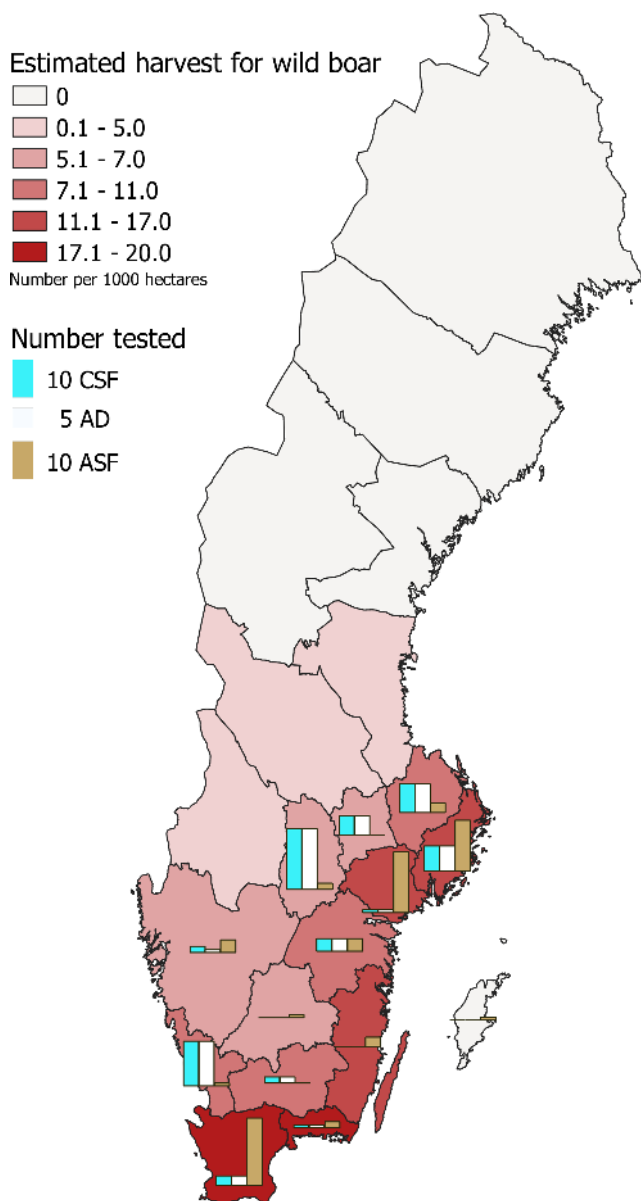 Estimated harvest for wild boar
0
0.1 - 5.0
5.1 - 7.0
7.1 - 11.0
11.1 - 17.0
17.1 - 20.0
Number per 1000 hectares
Number tested
10 CSF
5 AD
10 ASF